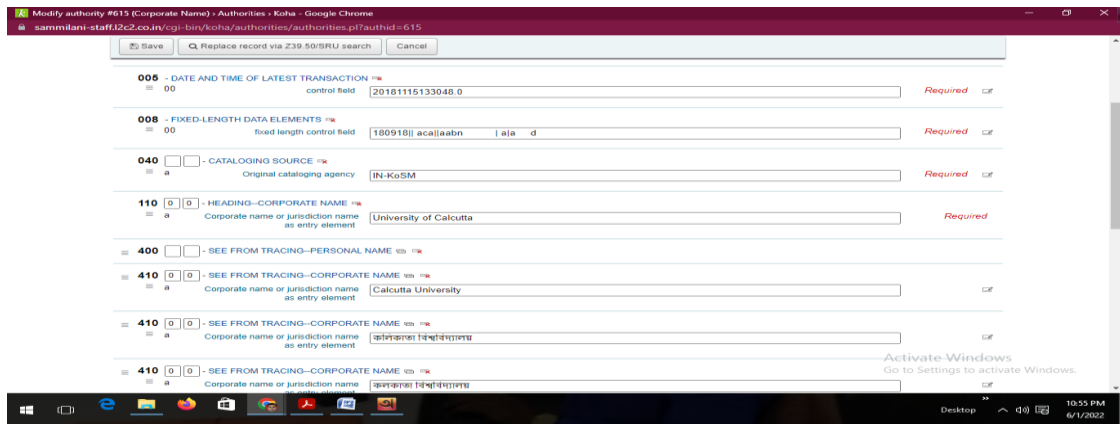 Modify authority #615 (Corporate Name) › Authorities › Koha - Google Chrome
sammilani-staff.l2c2.co.in/cgi-bin/koha/authorities/authorities.pl?authid=615
Save Replace record via Z39.50/SRU search Cancel
005 - DATE AND TIME OF LATEST TRANSACTION
00 control field 20181115133048.0 Required
008 - FIXED-LENGTH DATA ELEMENTS
00 fixed length control field 180918|| aca||aabn | a|a d Required
040 - CATALOGING SOURCE
a Original cataloging agency IN-KoSM Required
110 0 0 - HEADING--CORPORATE NAME
a Corporate name or jurisdiction name University of Calcutta Required
as entry element
400 - SEE FROM TRACING--PERSONAL NAME
410 0 0 - SEE FROM TRACING--CORPORATE NAME
a Corporate name or jurisdiction name Calcutta University
as entry element
410 0 0 - SEE FROM TRACING--CORPORATE NAME
a Corporate name or jurisdiction name কলিকাতা বিশ্ববিদ্যালয়
as entry element
Activate Windows
410 0 0 - SEE FROM TRACING--CORPORATE NAME
Go to Settings to activate Windows.
a Corporate name or jurisdiction name কলকাতা বিশ্ববিদ্যালয়
as entry element
Desktop
10:55 PM
6/1/2022